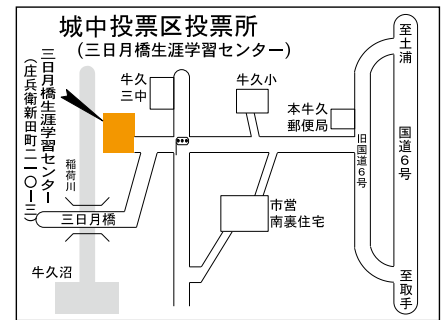 城中投票区投票所
(三日月橋生涯学習センター)
三日月橋生涯学習センター
(庄兵衛新田町二一〇-三)
牛久
三中
牛久小
本牛久
郵便局
至土浦
国道6号
旧国道6号
至取手
稲荷川
三日月橋
市営
南裏住宅
牛久沼